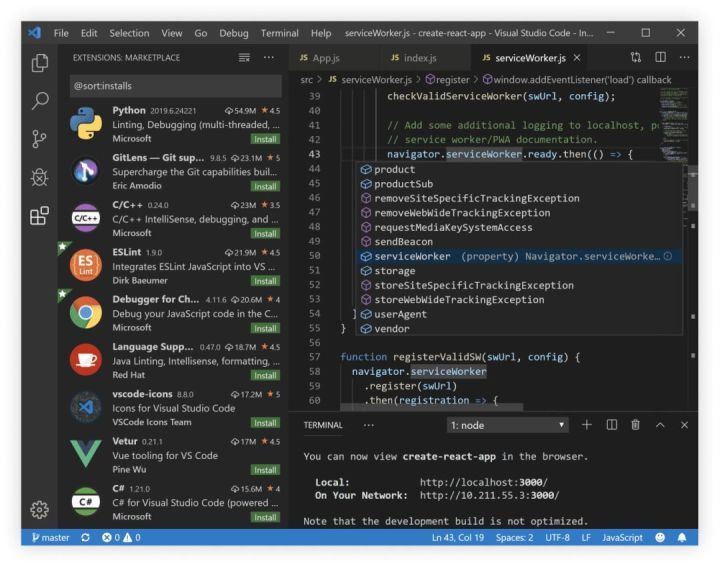 File Edit Selection View Go Debug Terminal Help serviceWorker.js - create-react-app - Visual Studio Code - In...
EXTENSIONS: MARKETPLACE
@sort:installs
Python 2019.6.24221 54.9M 4.5
Linting, Debugging (multi-threaded, ...
Microsoft Install
GitLens — Git sup... 9.8.5 23.1M 5
Supercharge the Git capabilities buil...
Eric Amodio Install
C/C++ 0.24.0 23M 3.5
C/C++ IntelliSense, debugging, and ...
Microsoft Install
ESLint 1.9.0 21.9M 4.5
Integrates ESLint JavaScript into VS ...
Dirk Baeumer Install
Debugger for Ch... 4.11.6 20.6M 4
Debug your JavaScript code in the C...
Microsoft Install
Language Supp... 0.47.0 18.7M 4.5
Java Linting, Intellisense, formatting, ...
Red Hat Install
vscode-icons 8.8.0 17.2M 5
Icons for Visual Studio Code
VSCode Icons Team Install
Vetur 0.21.1 17M 4.5
Vue tooling for VS Code
Pine Wu Install
C# 1.21.0 15.6M 4
C# for Visual Studio Code (powered ...
Microsoft Install
C/C++
ES
Lint
C#
JS App.js JS index.js JS serviceWorker.js
src > JS serviceWorker.js > register > window.addEventListener('load') callback
39 checkValidServiceWorker(swUrl, config);
40
41 // Add some additional logging to localhost, p
42 // service worker/PWA documentation.
43 navigator.serviceWorker.ready.then(() => {
44 product
45 productSub
46 removeSiteSpecificTrackingException
47 removeWebWideTrackingException
48 requestMediaKeySystemAccess
49 sendBeacon
50 serviceWorker (property) Navigator.serviceWorke...
51 storage
52 storeSiteSpecificTrackingException
53 storeWebWideTrackingException
54 } userAgent
55 } vendor
56
57 function registerValidSW(swUrl, config) {
58 navigator.serviceWorker
59 .register(swUrl)
60 .then(registration => {
TERMINAL ... 1: node
You can now view create-react-app in the browser.
Local: http://localhost:3000/
On Your Network: http://10.211.55.3:3000/
Note that the development build is not optimized.
master 0 0 Ln 43, Col 19 Spaces: 2 UTF-8 LF JavaScript